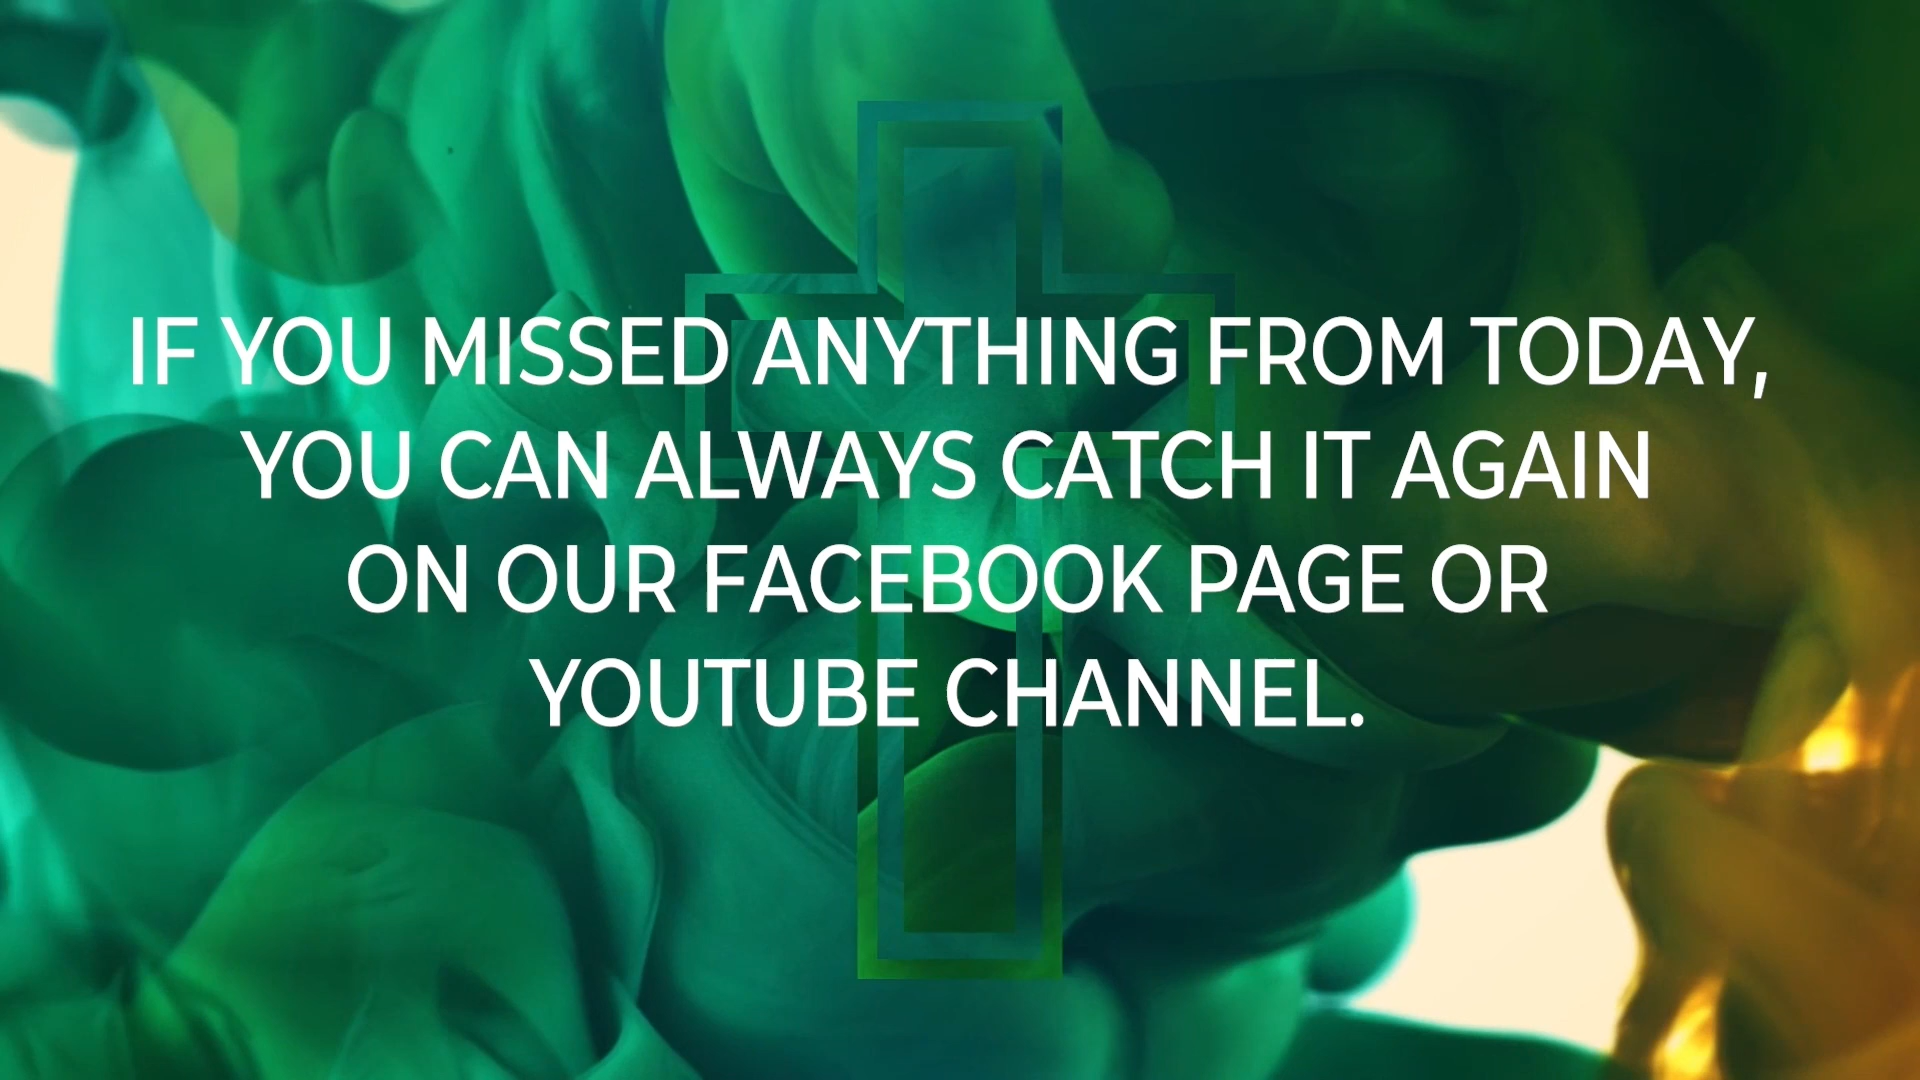 IF YOU MISSED ANYTHING FROM TODAY,
YOU CAN ALWAYS CATCH IT AGAIN
ON OUR FACEBOOK PAGE OR
YOUTUBE CHANNEL.